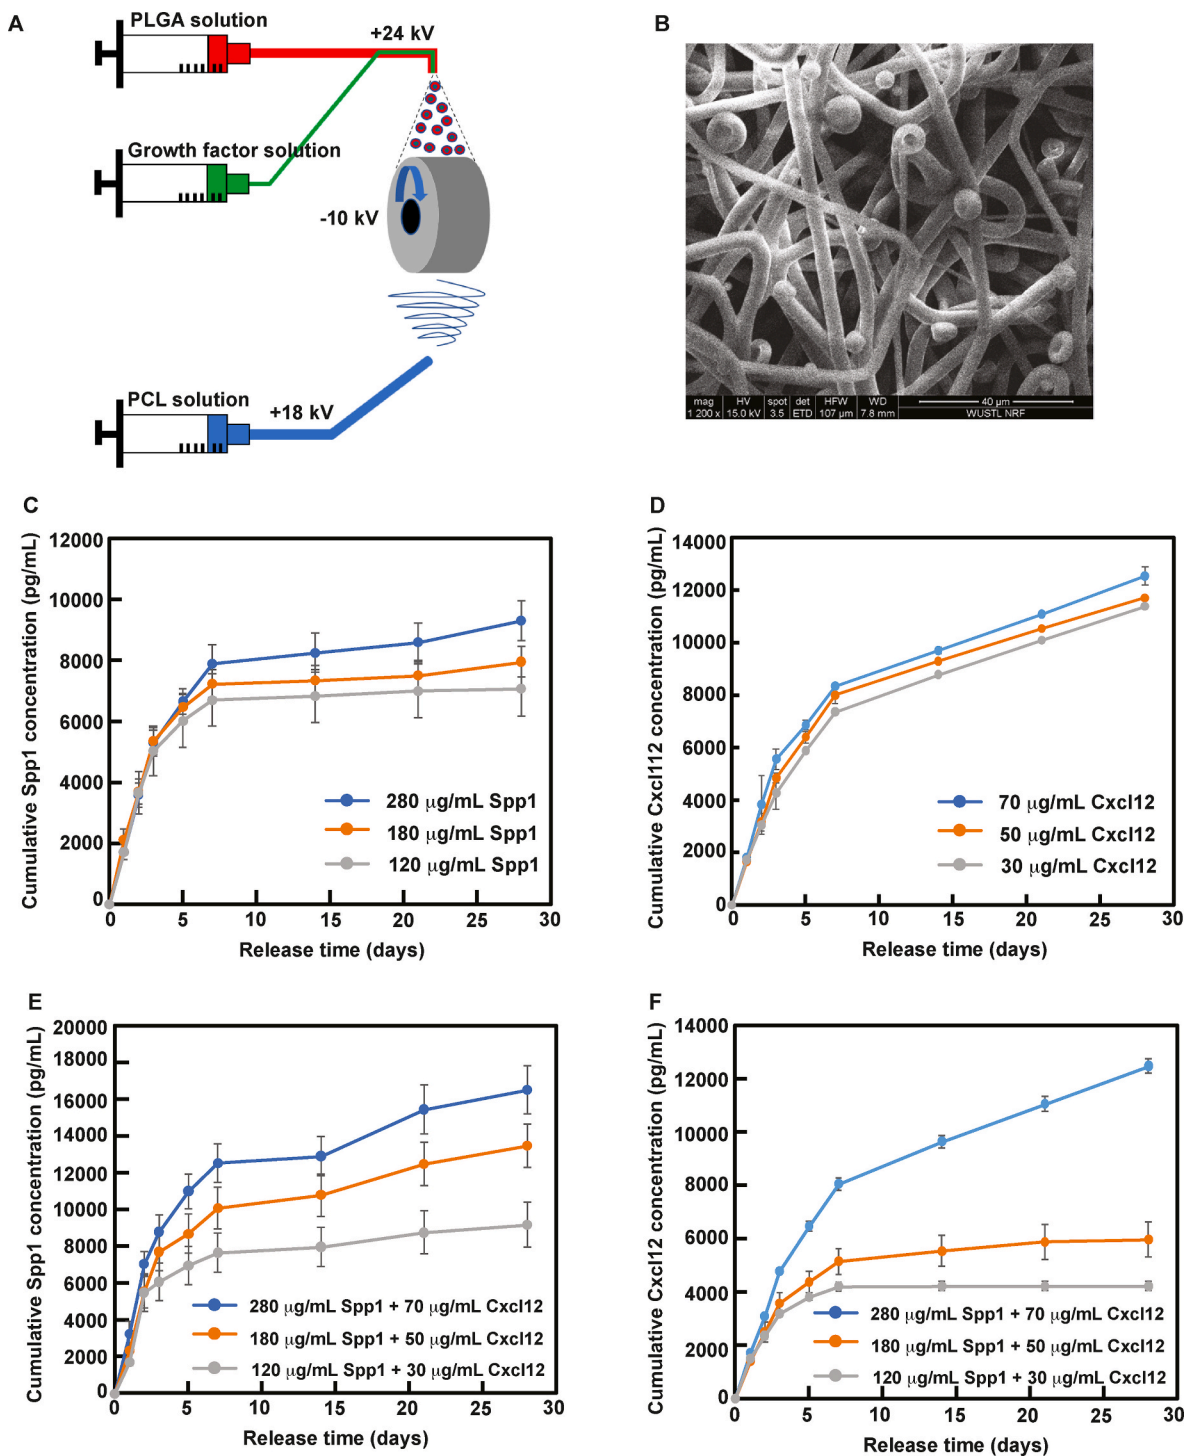 A
PLGA solution
+24 kV
Growth factor solution
-10 kV
PCL solution
+18 kV
B
mag HV spot det HFW WD 40 µm
1 200 x 15.0 kV 3.5 ETD 107 µm 7.8 mm WUSTL NRF
C
Cumulative Spp1 concentration (pg/mL)
12000
10000
8000
6000
4000
2000
0
280 µg/mL Spp1
180 µg/mL Spp1
120 µg/mL Spp1
0 5 10 15 20 25 30
Release time (days)
D
Cumulative Cxcl112 concentration (pg/mL)
14000
12000
10000
8000
6000
4000
2000
0
70 µg/mL Cxcl12
50 µg/mL Cxcl12
30 µg/mL Cxcl12
0 5 10 15 20 25 30
Release time (days)
E
Cumulative Spp1 concentration (pg/mL)
20000
18000
16000
14000
12000
10000
8000
6000
4000
2000
0
280 µg/mL Spp1 + 70 µg/mL Cxcl12
180 µg/mL Spp1 + 50 µg/mL Cxcl12
120 µg/mL Spp1 + 30 µg/mL Cxcl12
0 5 10 15 20 25 30
Release time (days)
F
Cumulative Cxcl12 concentration (pg/mL)
14000
12000
10000
8000
6000
4000
2000
0
280 µg/mL Spp1 + 70 µg/mL Cxcl12
180 µg/mL Spp1 + 50 µg/mL Cxcl12
120 µg/mL Spp1 + 30 µg/mL Cxcl12
0 5 10 15 20 25 30
Release time (days)